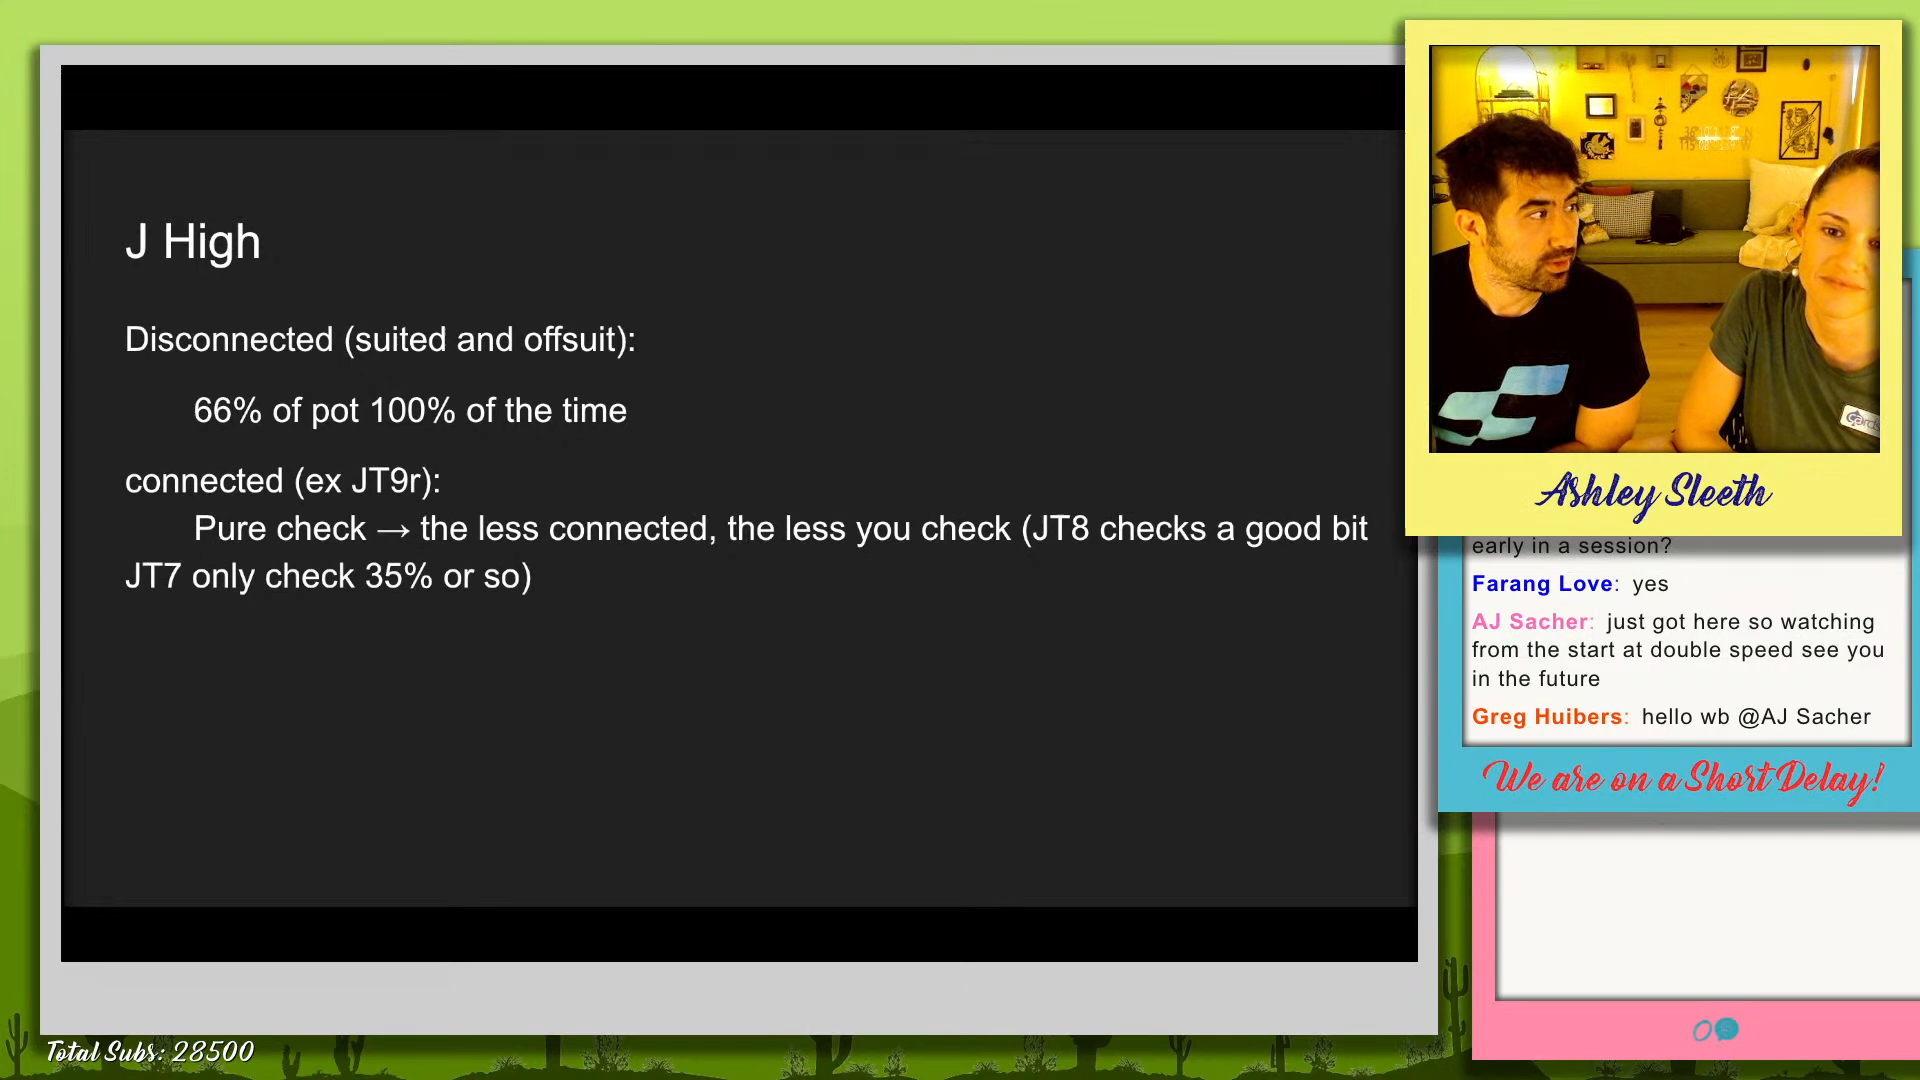 J High
Disconnected (suited and offsuit):
66% of pot 100% of the time
connected (ex JT9r):
Pure check → the less connected, the less you check (JT8 checks a good bit
JT7 only check 35% or so)
Ashley Sleeth
early in a session?
Farang Love: yes
AJ Sacher: just got here so watching
from the start at double speed see you
in the future
Greg Huibers: hello wb @AJ Sacher
We are on a Short Delay!
Total Subs: 28500